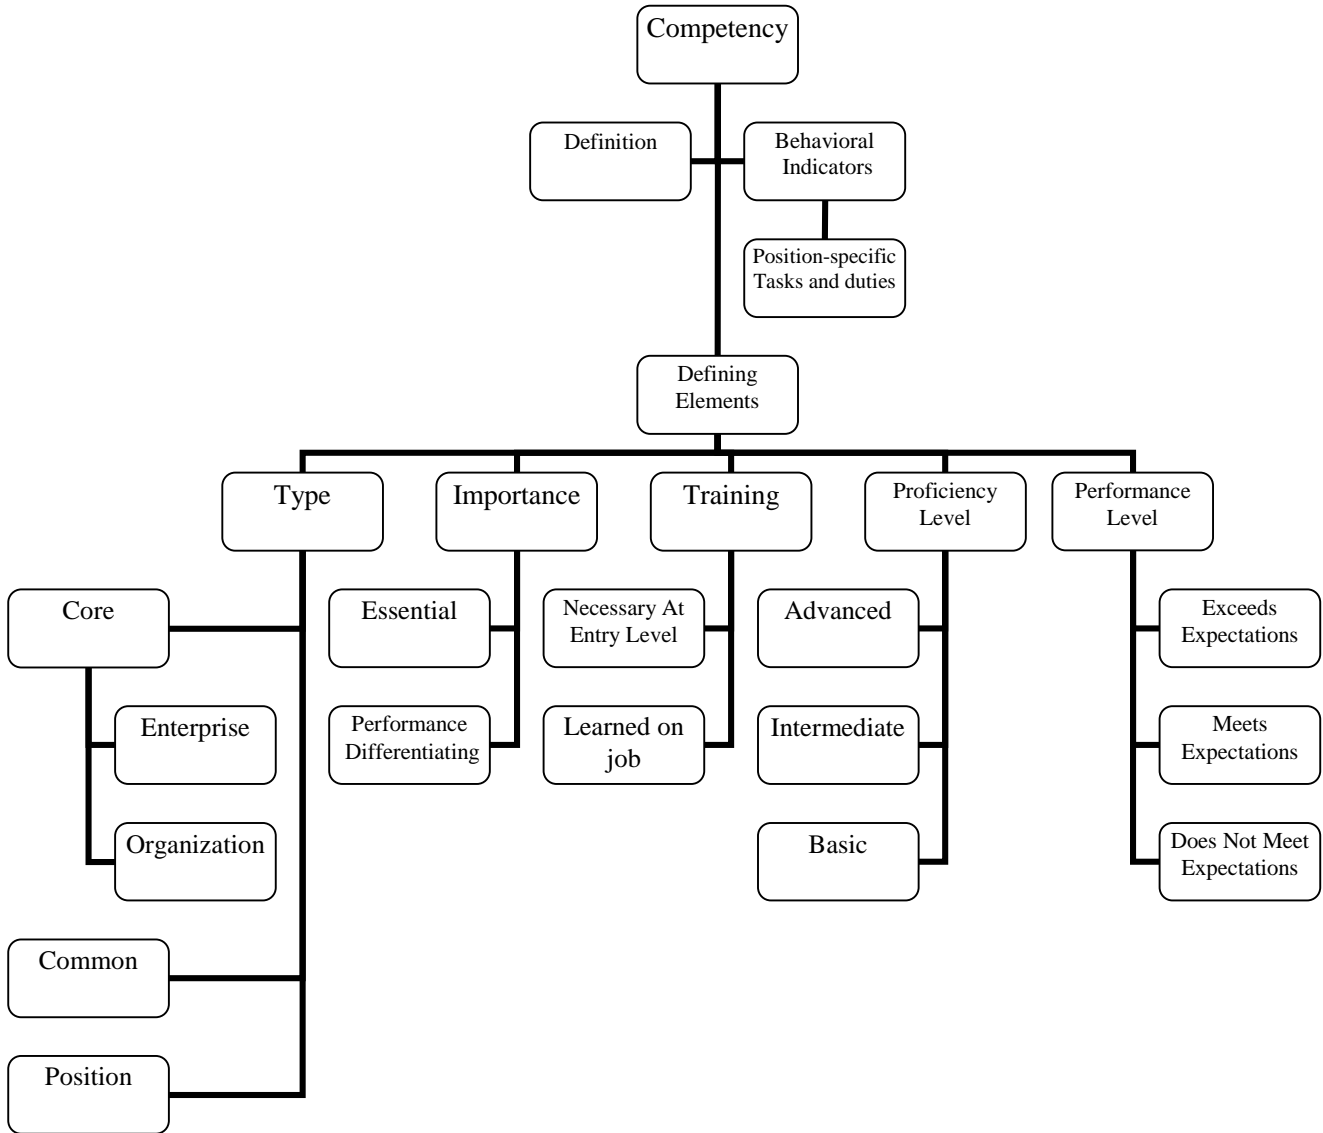 Competency
Definition
Behavioral
Indicators
Position-specific
Tasks and duties
Defining
Elements
Type
Importance
Training
Proficiency
Level
Performance
Level
Core
Essential
Necessary At
Entry Level
Advanced
Exceeds
Expectations
Enterprise
Performance
Differentiating
Learned on
job
Intermediate
Meets
Expectations
Organization
Basic
Does Not Meet
Expectations
Common
Position